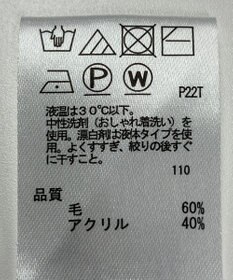 P W
P22T
液温は30℃以下。
中性洗剤(おしゃれ着洗い)を
使用。漂白剤は液体タイプを使
用。よくすすぎ、絞りの後すぐ
に干すこと。
110
品質
毛 60%
アクリル 40%